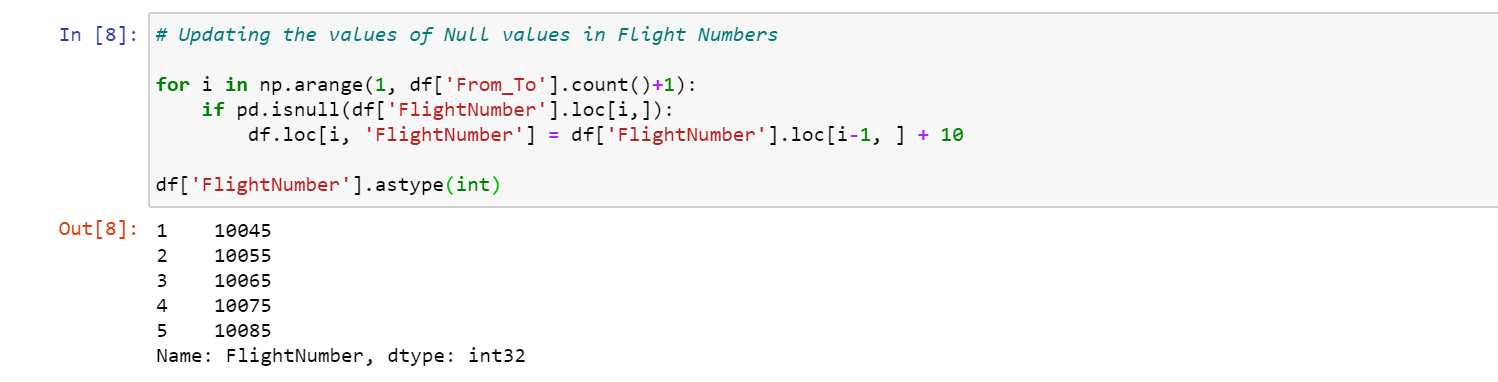 In [8]: # Updating the values of Null values in Flight Numbers
for i in np.arange(1, df['From_To'].count()+1):
    if pd.isnull(df['FlightNumber'].loc[i,]):
        df.loc[i, 'FlightNumber'] = df['FlightNumber'].loc[i-1, ] + 10
df['FlightNumber'].astype(int)
Out[8]: 1    10045
2    10055
3    10065
4    10075
5    10085
Name: FlightNumber, dtype: int32